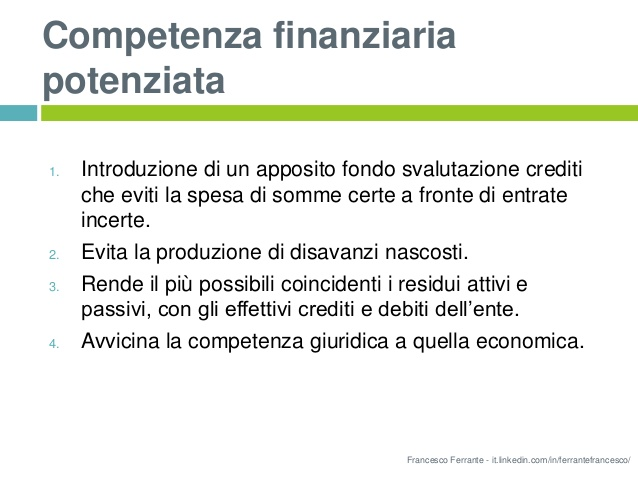 Competenza finanziaria
potenziata
1. Introduzione di un apposito fondo svalutazione crediti
che eviti la spesa di somme certe a fronte di entrate
incerte.
2. Evita la produzione di disavanzi nascosti.
3. Rende il più possibili coincidenti i residui attivi e
passivi, con gli effettivi crediti e debiti dell’ente.
4. Avvicina la competenza giuridica a quella economica.
Francesco Ferrante - it.linkedin.com/in/ferrantefrancesco/